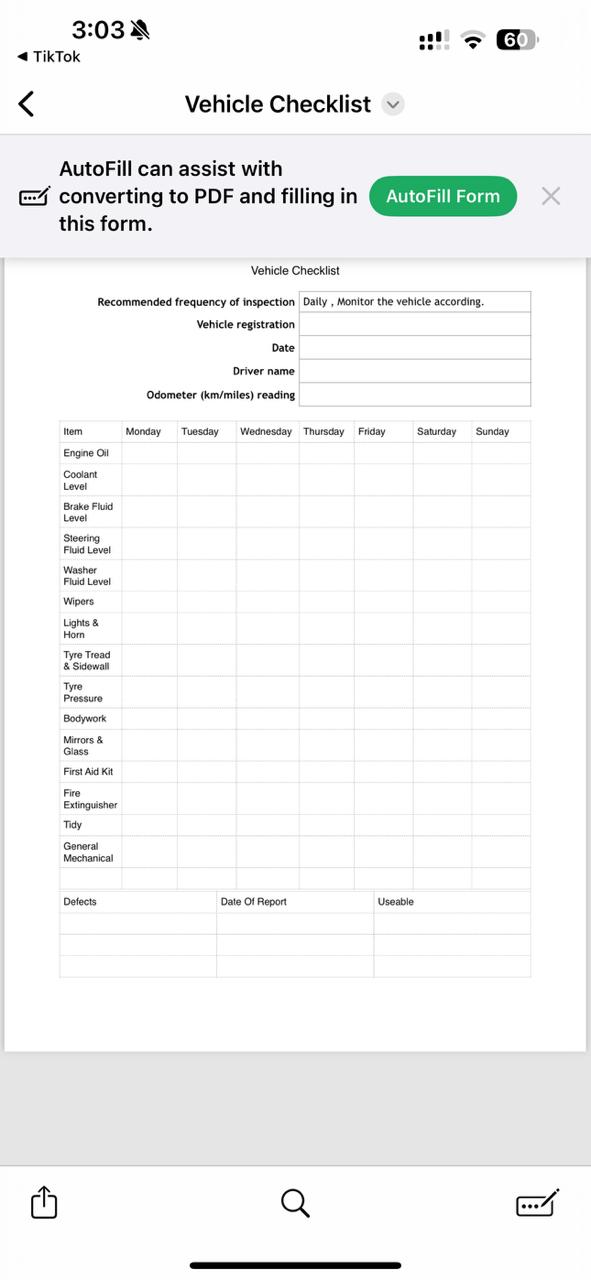 3:03
60
TikTok
Vehicle Checklist
AutoFill can assist with
converting to PDF and filling in
this form.
AutoFill Form
Vehicle Checklist
Recommended frequency of inspection Daily , Monitor the vehicle according.
Vehicle registration
Date
Driver name
Odometer (km/miles) reading
Item Monday Tuesday Wednesday Thursday Friday Saturday Sunday
Engine Oil
Coolant
Level
Brake Fluid
Level
Steering
Fluid Level
Washer
Fluid Level
Wipers
Lights &
Horn
Tyre Tread
& Sidewall
Tyre
Pressure
Bodywork
Mirrors &
Glass
First Aid Kit
Fire
Extinguisher
Tidy
General
Mechanical
Defects Date Of Report Useable